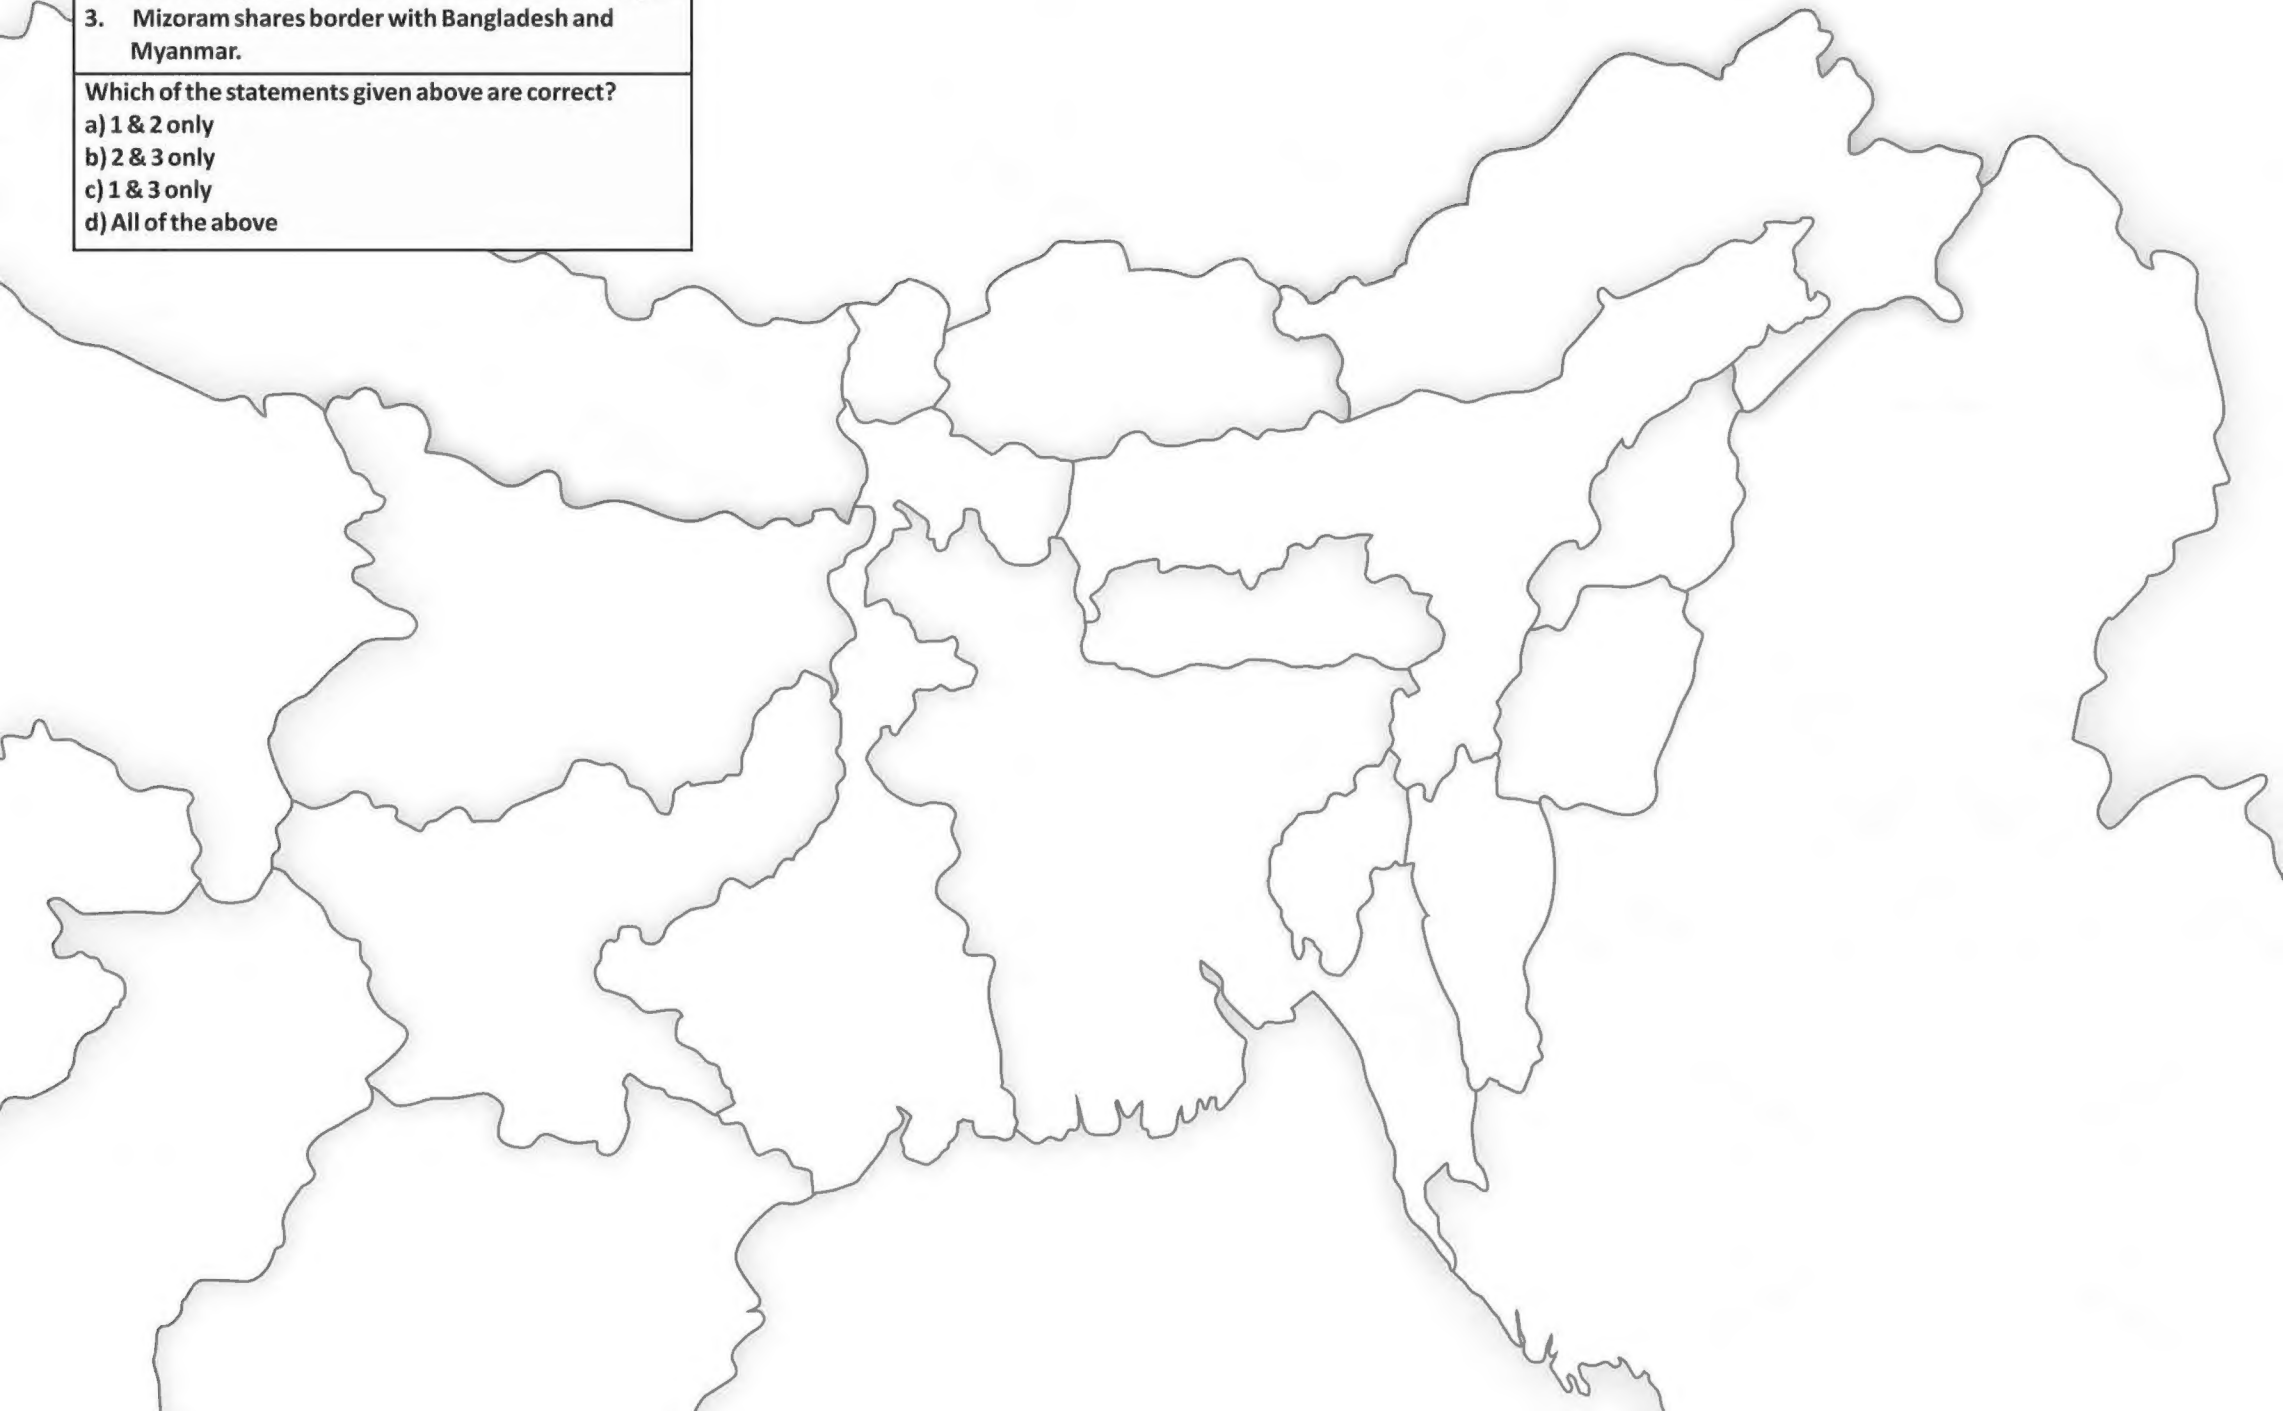 3. Mizoram shares border with Bangladesh and
Myanmar.
Which of the statements given above are correct?
a) 1 & 2 only
b) 2 & 3 only
c) 1 & 3 only
d) All of the above